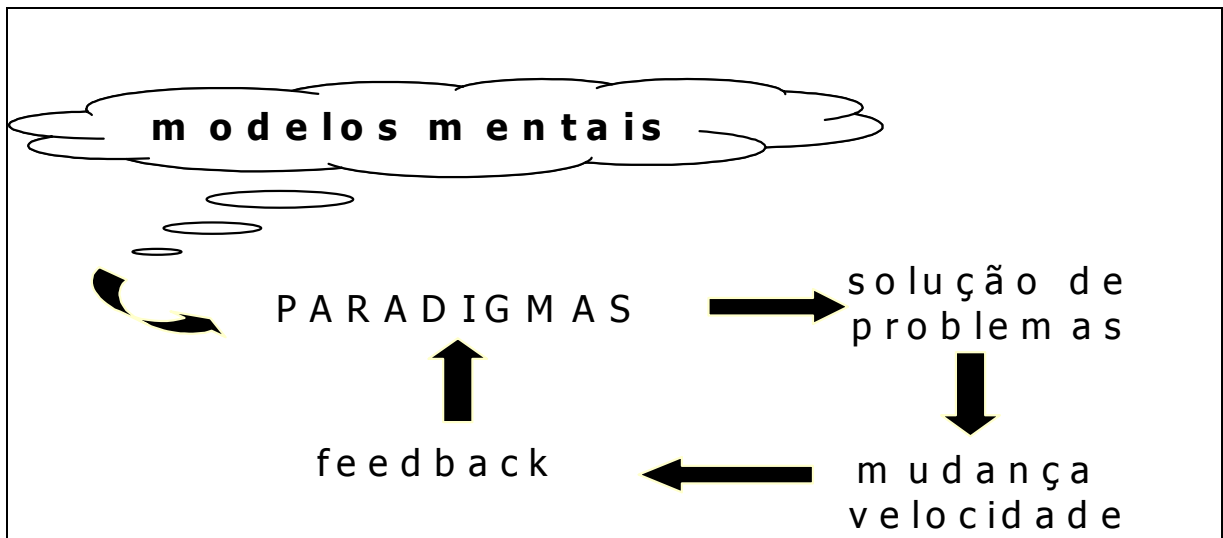 modelos mentais
PARADIGMAS
solução de
problemas
feedback
mudança
velocidade